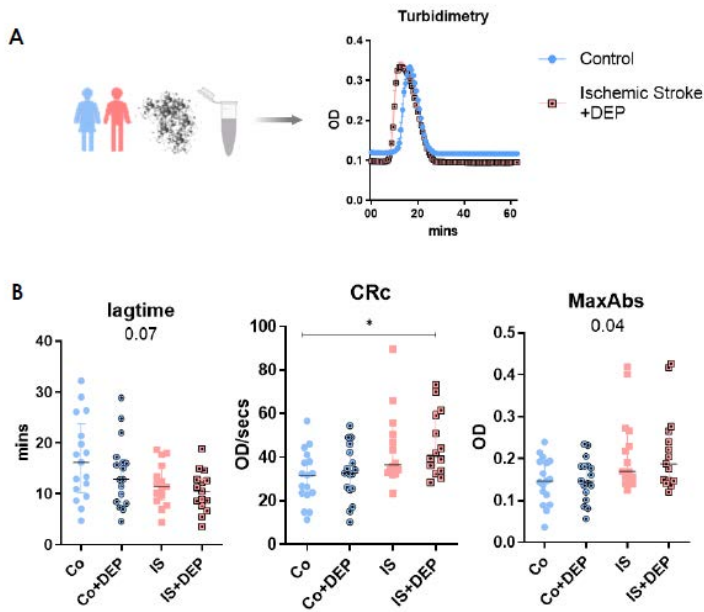 A
Turbidimetry
0.4
0.3
0.2
0.1
0.0
OD
00
20
40
60
mins
Control
Ischemic Stroke
+DEP
B
lagtime
0.07
40
30
20
10
0
mins
Co
Co+DEP
IS
IS+DEP
CRc
*
100
80
60
40
20
0
OD/secs
Co
Co+DEP
IS
IS+DEP
MaxAbs
0.04
0.5
0.4
0.3
0.2
0.1
0.0
OD
Co
Co+DEP
IS
IS+DEP